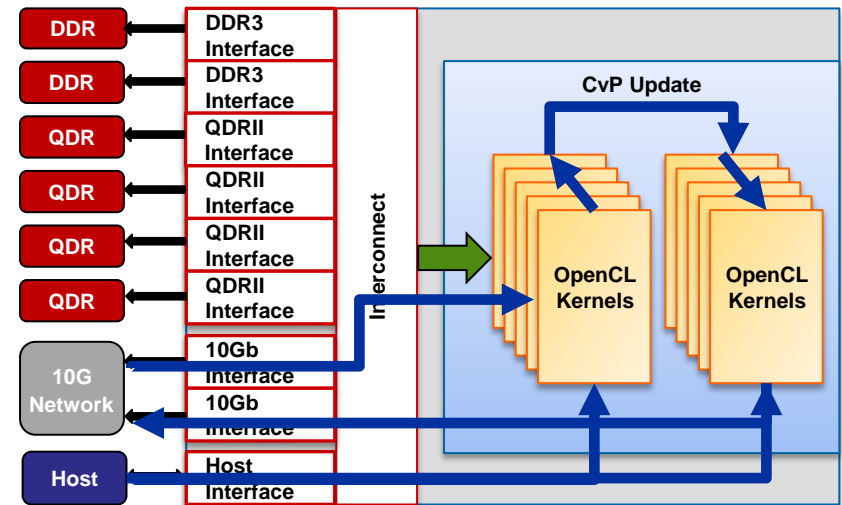 DDR
DDR3
Interface
DDR
DDR3
Interface
QDR
QDRII
Interface
QDR
QDRII
Interface
QDR
QDRII
Interface
QDR
QDRII
Interface
10G
Network
10Gb
Interface
10Gb
Interface
Host
Host
Interface
Interconnect
CvP Update
OpenCL
Kernels
OpenCL
Kernels